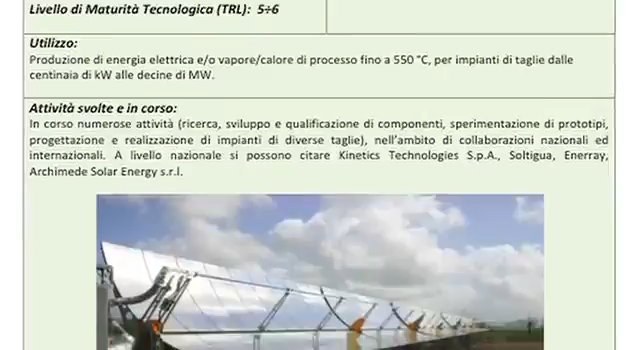 Livello di Maturità Tecnologica (TRL): 5÷6
Utilizzo:
Produzione di energia elettrica e/o vapore/calore di processo fino a 550 °C, per impianti di taglie dalle
centinaia di kW alle decine di MW.
Attività svolte e in corso:
In corso numerose attività (ricerca, sviluppo e qualificazione di componenti, sperimentazione di prototipi,
progettazione e realizzazione di impianti di diverse taglie), nell’ambito di collaborazioni nazionali ed
internazionali. A livello nazionale si possono citare Kinetics Technologies S.p.A., Soltigua, Enerray,
Archimede Solar Energy s.r.l.